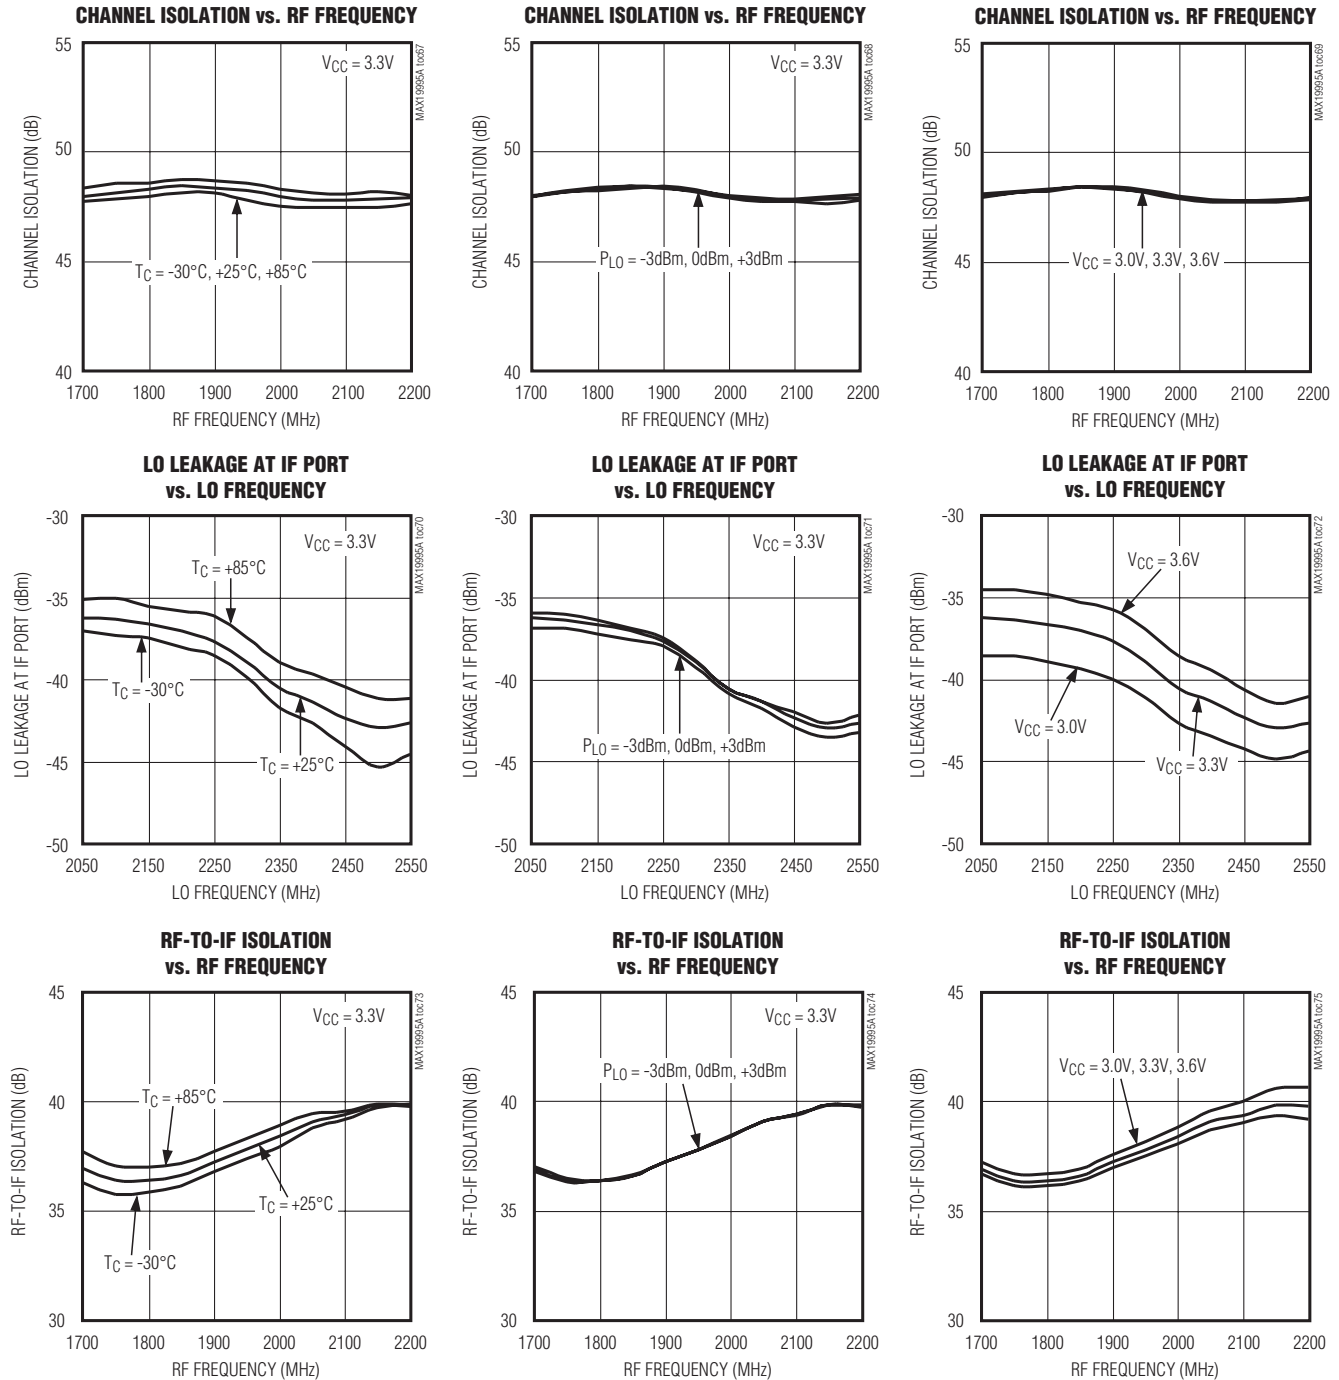 CHANNEL ISOLATION vs. RF FREQUENCY
55
50
45
40
CHANNEL ISOLATION (dB)
VCC = 3.3V
MAX19995A toc67
TC = -30°C, +25°C, +85°C
1700 1800 1900 2000 2100 2200
RF FREQUENCY (MHz)
CHANNEL ISOLATION vs. RF FREQUENCY
55
50
45
40
CHANNEL ISOLATION (dB)
VCC = 3.3V
MAX19995A toc68
PLO = -3dBm, 0dBm, +3dBm
1700 1800 1900 2000 2100 2200
RF FREQUENCY (MHz)
CHANNEL ISOLATION vs. RF FREQUENCY
55
50
45
40
CHANNEL ISOLATION (dB)
MAX19995A toc69
VCC = 3.0V, 3.3V, 3.6V
1700 1800 1900 2000 2100 2200
RF FREQUENCY (MHz)
LO LEAKAGE AT IF PORT
vs. LO FREQUENCY
-30
-35
-40
-45
-50
LO LEAKAGE AT IF PORT (dBm)
VCC = 3.3V
MAX19995A toc70
TC = +85°C
TC = -30°C
TC = +25°C
2050 2150 2250 2350 2450 2550
LO FREQUENCY (MHz)
LO LEAKAGE AT IF PORT
vs. LO FREQUENCY
-30
-35
-40
-45
-50
LO LEAKAGE AT IF PORT (dBm)
VCC = 3.3V
MAX19995A toc71
PLO = -3dBm, 0dBm, +3dBm
2050 2150 2250 2350 2450 2550
LO FREQUENCY (MHz)
LO LEAKAGE AT IF PORT
vs. LO FREQUENCY
-30
-35
-40
-45
-50
LO LEAKAGE AT IF PORT (dBm)
MAX19995A toc72
VCC = 3.6V
VCC = 3.0V
VCC = 3.3V
2050 2150 2250 2350 2450 2550
LO FREQUENCY (MHz)
RF-TO-IF ISOLATION
vs. RF FREQUENCY
45
40
35
30
RF-TO-IF ISOLATION (dB)
VCC = 3.3V
MAX19995A toc73
TC = +85°C
TC = +25°C
TC = -30°C
1700 1800 1900 2000 2100 2200
RF FREQUENCY (MHz)
RF-TO-IF ISOLATION
vs. RF FREQUENCY
45
40
35
30
RF-TO-IF ISOLATION (dB)
VCC = 3.3V
MAX19995A toc74
PLO = -3dBm, 0dBm, +3dBm
1700 1800 1900 2000 2100 2200
RF FREQUENCY (MHz)
RF-TO-IF ISOLATION
vs. RF FREQUENCY
45
40
35
30
RF-TO-IF ISOLATION (dB)
MAX19995A toc75
VCC = 3.0V, 3.3V, 3.6V
1700 1800 1900 2000 2100 2200
RF FREQUENCY (MHz)